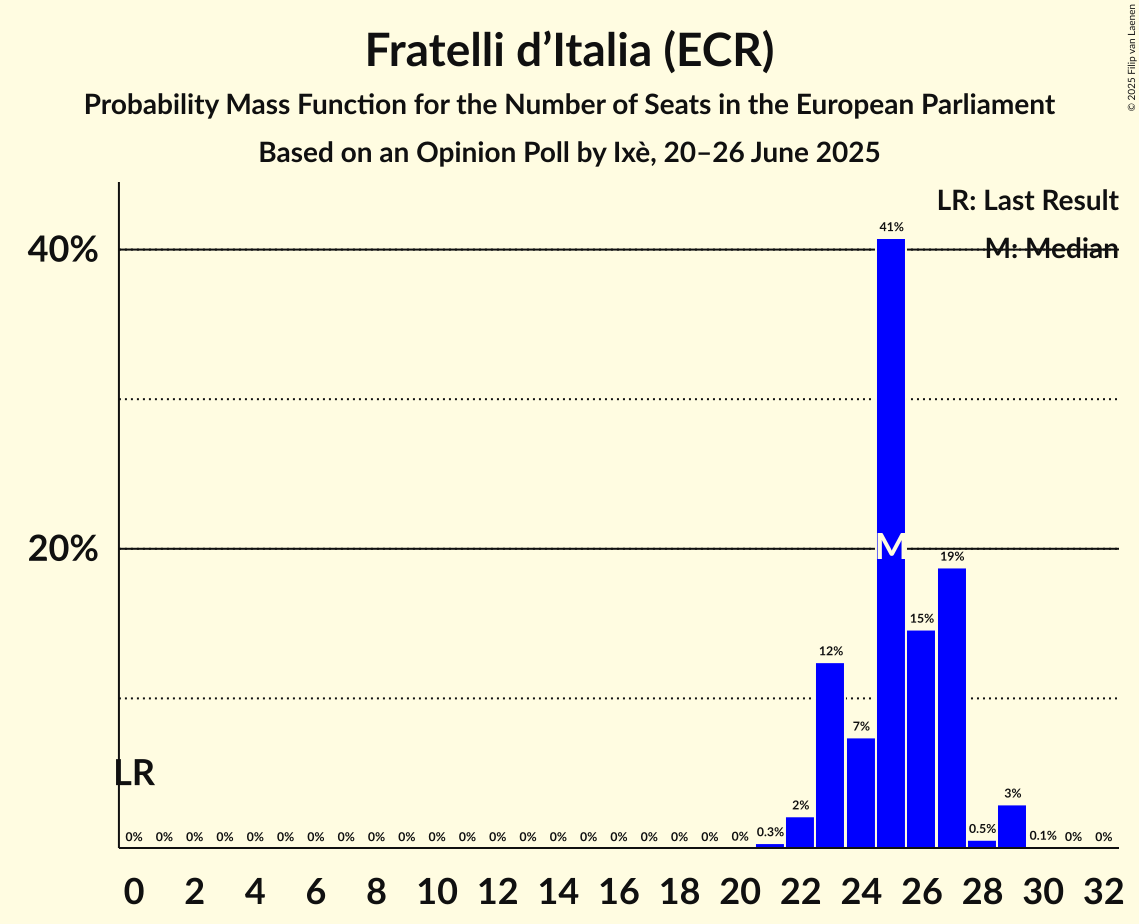 © 2025 Filip van Laenen
Fratelli d’Italia (ECR)
Probability Mass Function for the Number of Seats in the European Parliament
Based on an Opinion Poll by Ixè, 20–26 June 2025
LR: Last Result
M: Median
40%
20%
41%
M
19%
15%
12%
7%
LR
2%
3%
0% 0% 0% 0% 0% 0% 0% 0% 0% 0% 0% 0% 0% 0% 0% 0% 0% 0% 0% 0% 0% 0.3% 0.5% 0.1% 0% 0%
0 2 4 6 8 10 12 14 16 18 20 22 24 26 28 30 32